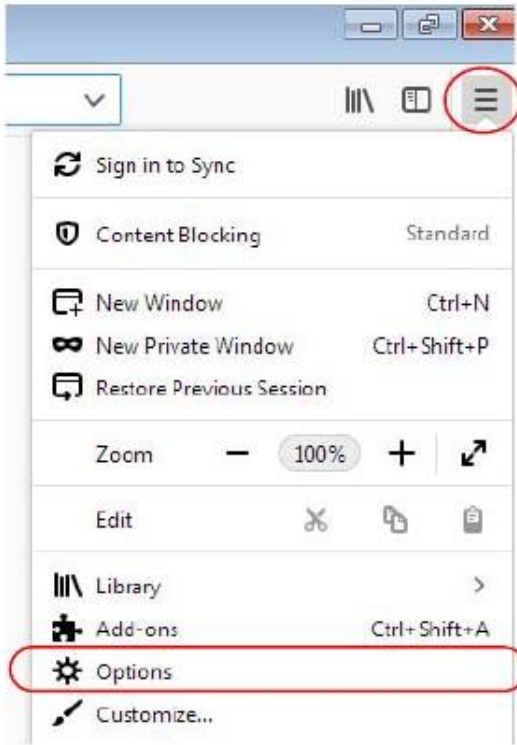 Sign in to Sync
Content Blocking Standard
New Window Ctrl+N
New Private Window Ctrl+Shift+P
Restore Previous Session
Zoom − 100% +
Edit
Library >
Add-ons Ctrl+Shift+A
Options
Customize...